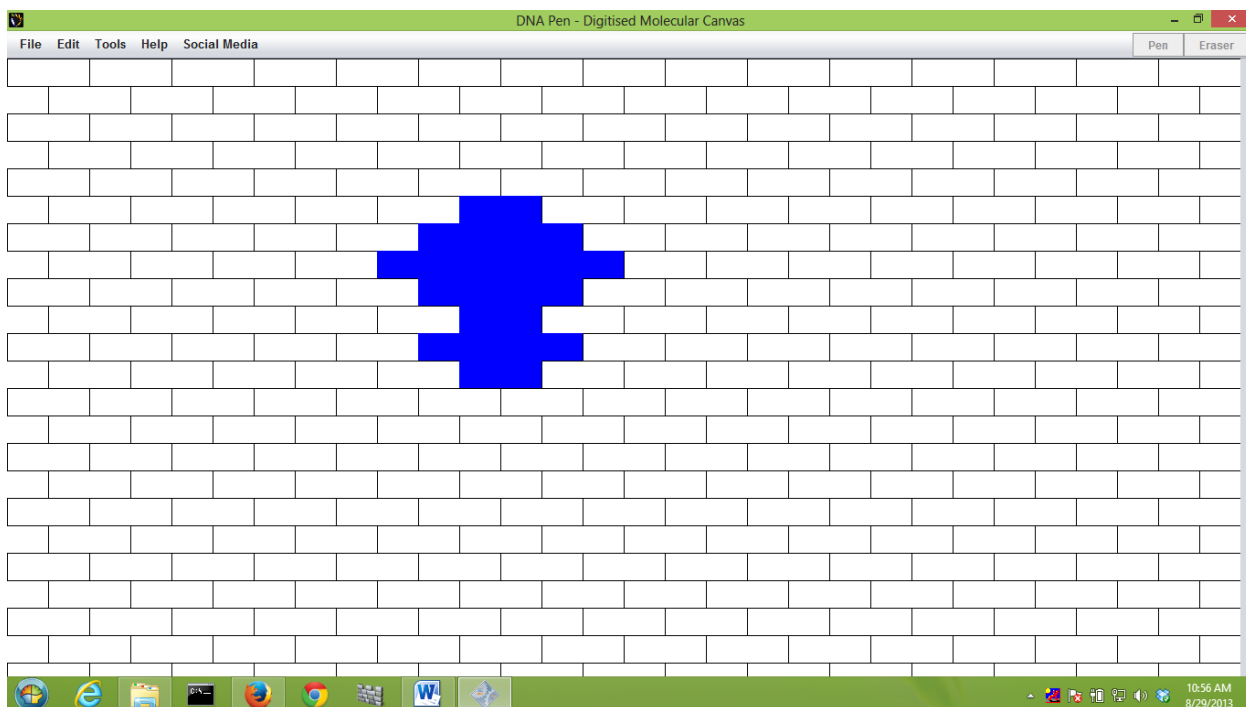 DNA Pen - Digitised Molecular Canvas
File Edit Tools Help Social Media Pen Eraser
C:\_
W
10:56 AM
8/29/2013